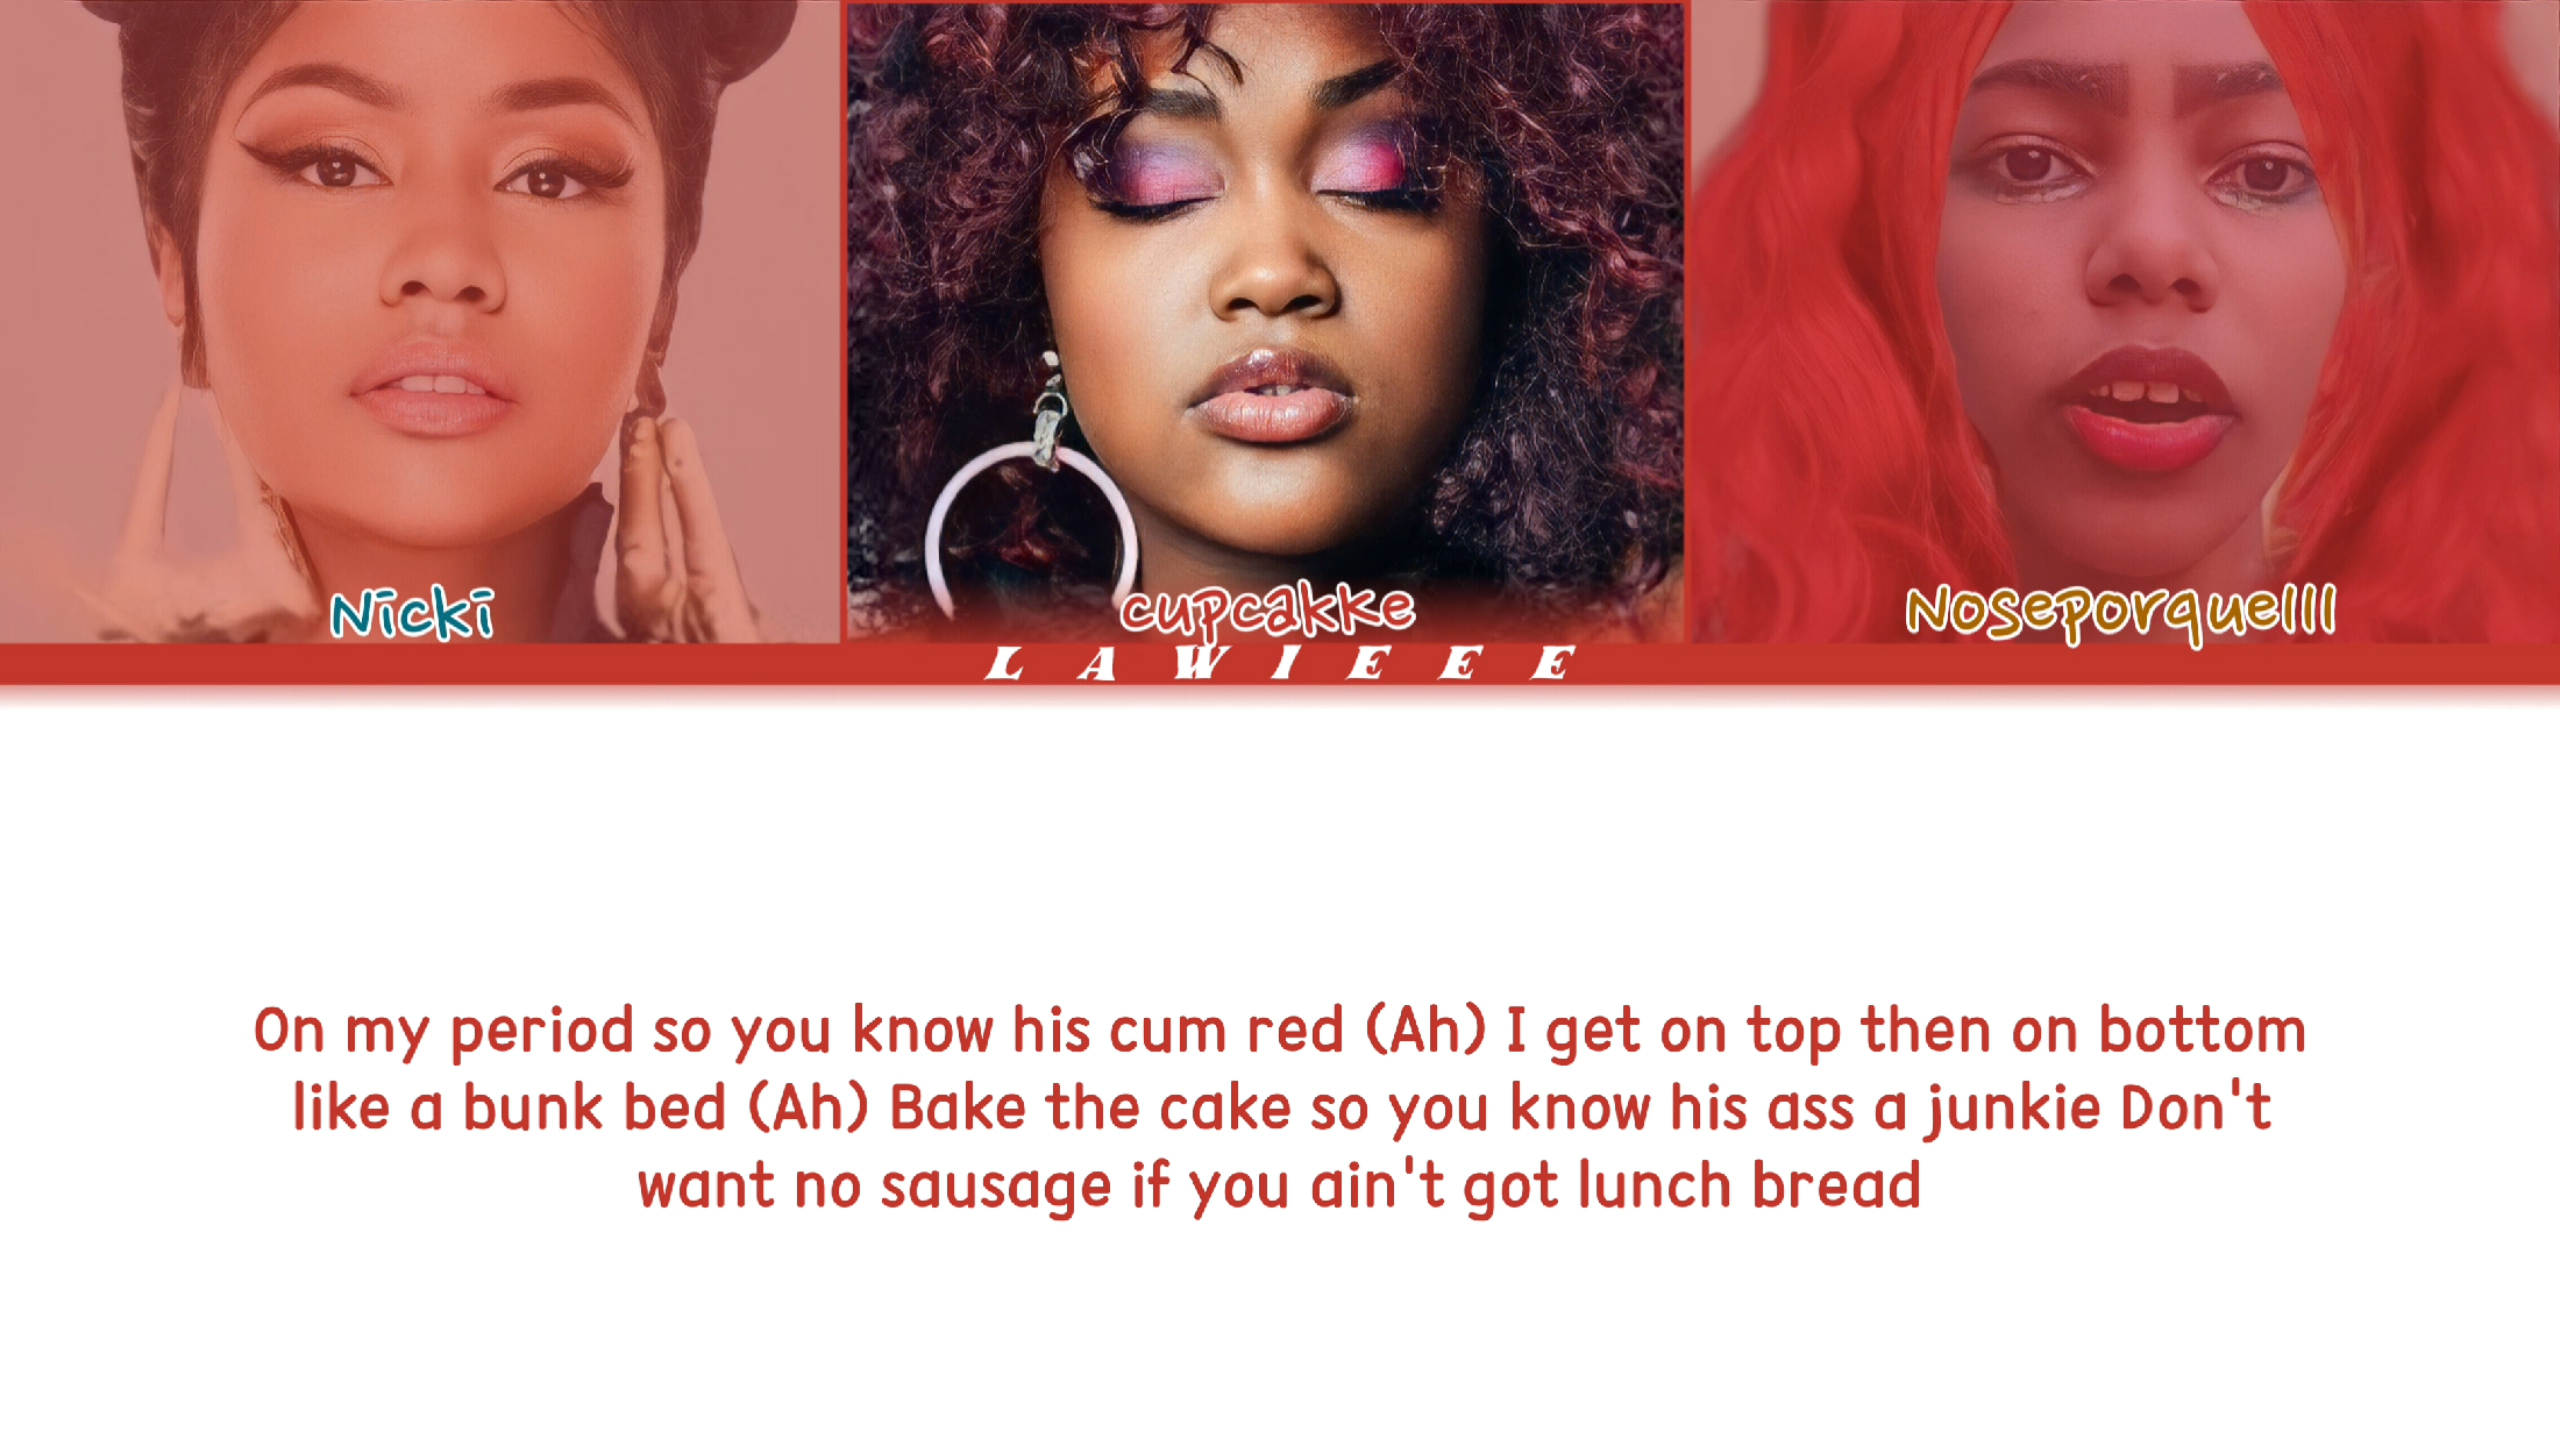 Nicki
cupcakke
Noseporquelll
L A W I E E E
On my period so you know his cum red (Ah) I get on top then on bottom
like a bunk bed (Ah) Bake the cake so you know his ass a junkie Don't
want no sausage if you ain't got lunch bread